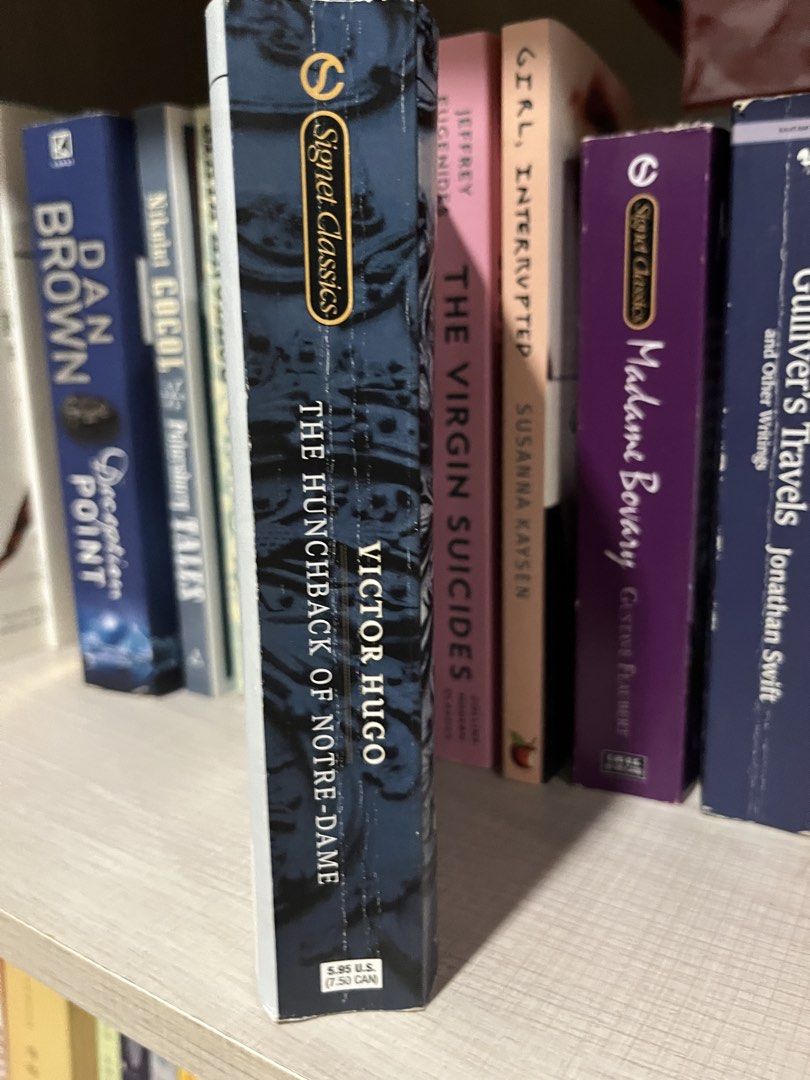 DAN
BROWN
Deception
POINT
Nikolai GOGOL
Petersburg TALES
Signet Classics
VICTOR HUGO
THE HUNCHBACK OF NOTRE-DAME
5.95 U.S.
(7.50 CAN)
JEFFREY
EUGENIDES
THE VIRGIN SUICIDES
GIRL, INTERRUPTED SUSANNA KAYSEN
Signet Classics
Madame Bovary GUSTAVE FLAUBERT
Gulliver's Travels
and Other Writings
Jonathan Swift